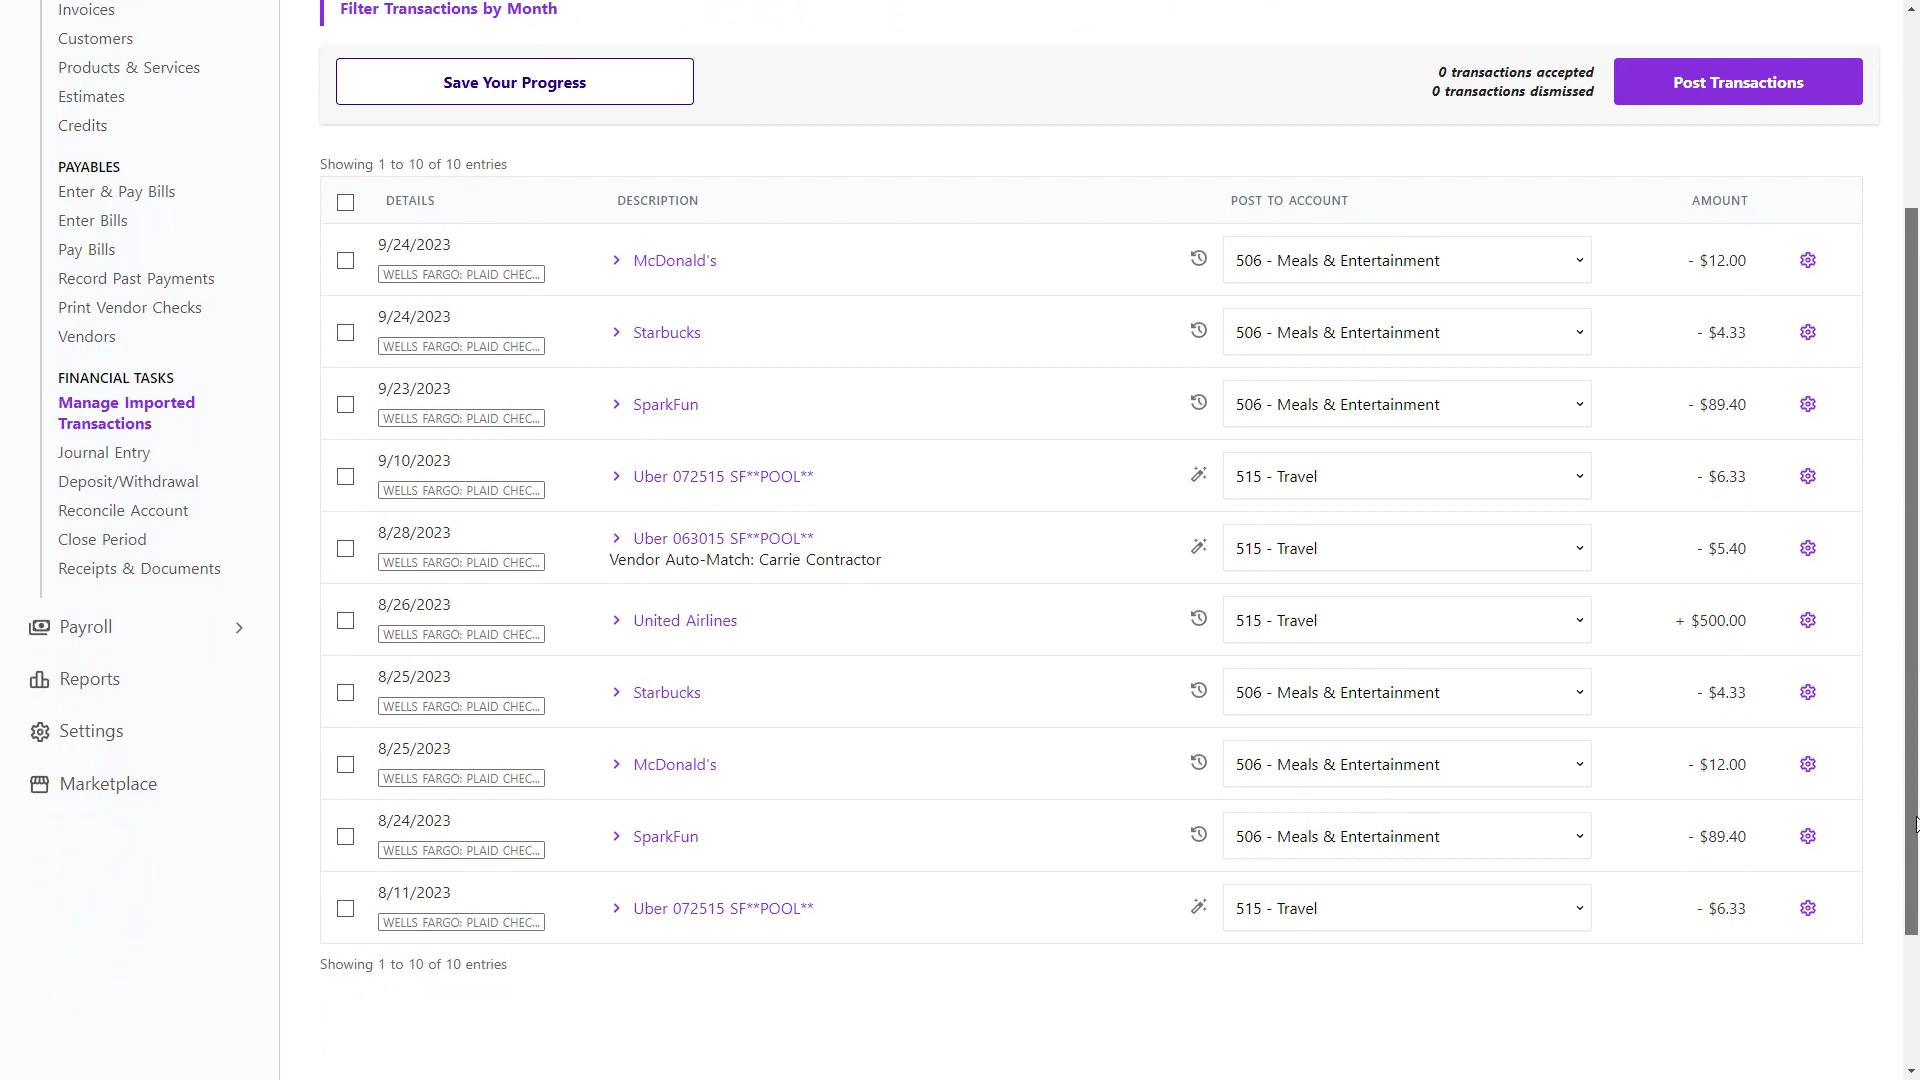 Invoices
Customers
Products & Services
Estimates
Credits
PAYABLES
Enter & Pay Bills
Enter Bills
Pay Bills
Record Past Payments
Print Vendor Checks
Vendors
FINANCIAL TASKS
Manage Imported
Transactions
Journal Entry
Deposit/Withdrawal
Reconcile Account
Close Period
Receipts & Documents
Payroll
Reports
Settings
Marketplace
Filter Transactions by Month
Save Your Progress
0 transactions accepted
0 transactions dismissed
Post Transactions
Showing 1 to 10 of 10 entries
DETAILS DESCRIPTION POST TO ACCOUNT AMOUNT
9/24/2023
WELLS FARGO: PLAID CHEC...
McDonald's 506 - Meals & Entertainment - $12.00
9/24/2023
WELLS FARGO: PLAID CHEC...
Starbucks 506 - Meals & Entertainment - $4.33
9/23/2023
WELLS FARGO: PLAID CHEC...
SparkFun 506 - Meals & Entertainment - $89.40
9/10/2023
WELLS FARGO: PLAID CHEC...
Uber 072515 SF**POOL** 515 - Travel - $6.33
8/28/2023
WELLS FARGO: PLAID CHEC...
Uber 063015 SF**POOL**
Vendor Auto-Match: Carrie Contractor
515 - Travel - $5.40
8/26/2023
WELLS FARGO: PLAID CHEC...
United Airlines 515 - Travel + $500.00
8/25/2023
WELLS FARGO: PLAID CHEC...
Starbucks 506 - Meals & Entertainment - $4.33
8/25/2023
WELLS FARGO: PLAID CHEC...
McDonald's 506 - Meals & Entertainment - $12.00
8/24/2023
WELLS FARGO: PLAID CHEC...
SparkFun 506 - Meals & Entertainment - $89.40
8/11/2023
WELLS FARGO: PLAID CHEC...
Uber 072515 SF**POOL** 515 - Travel - $6.33
Showing 1 to 10 of 10 entries